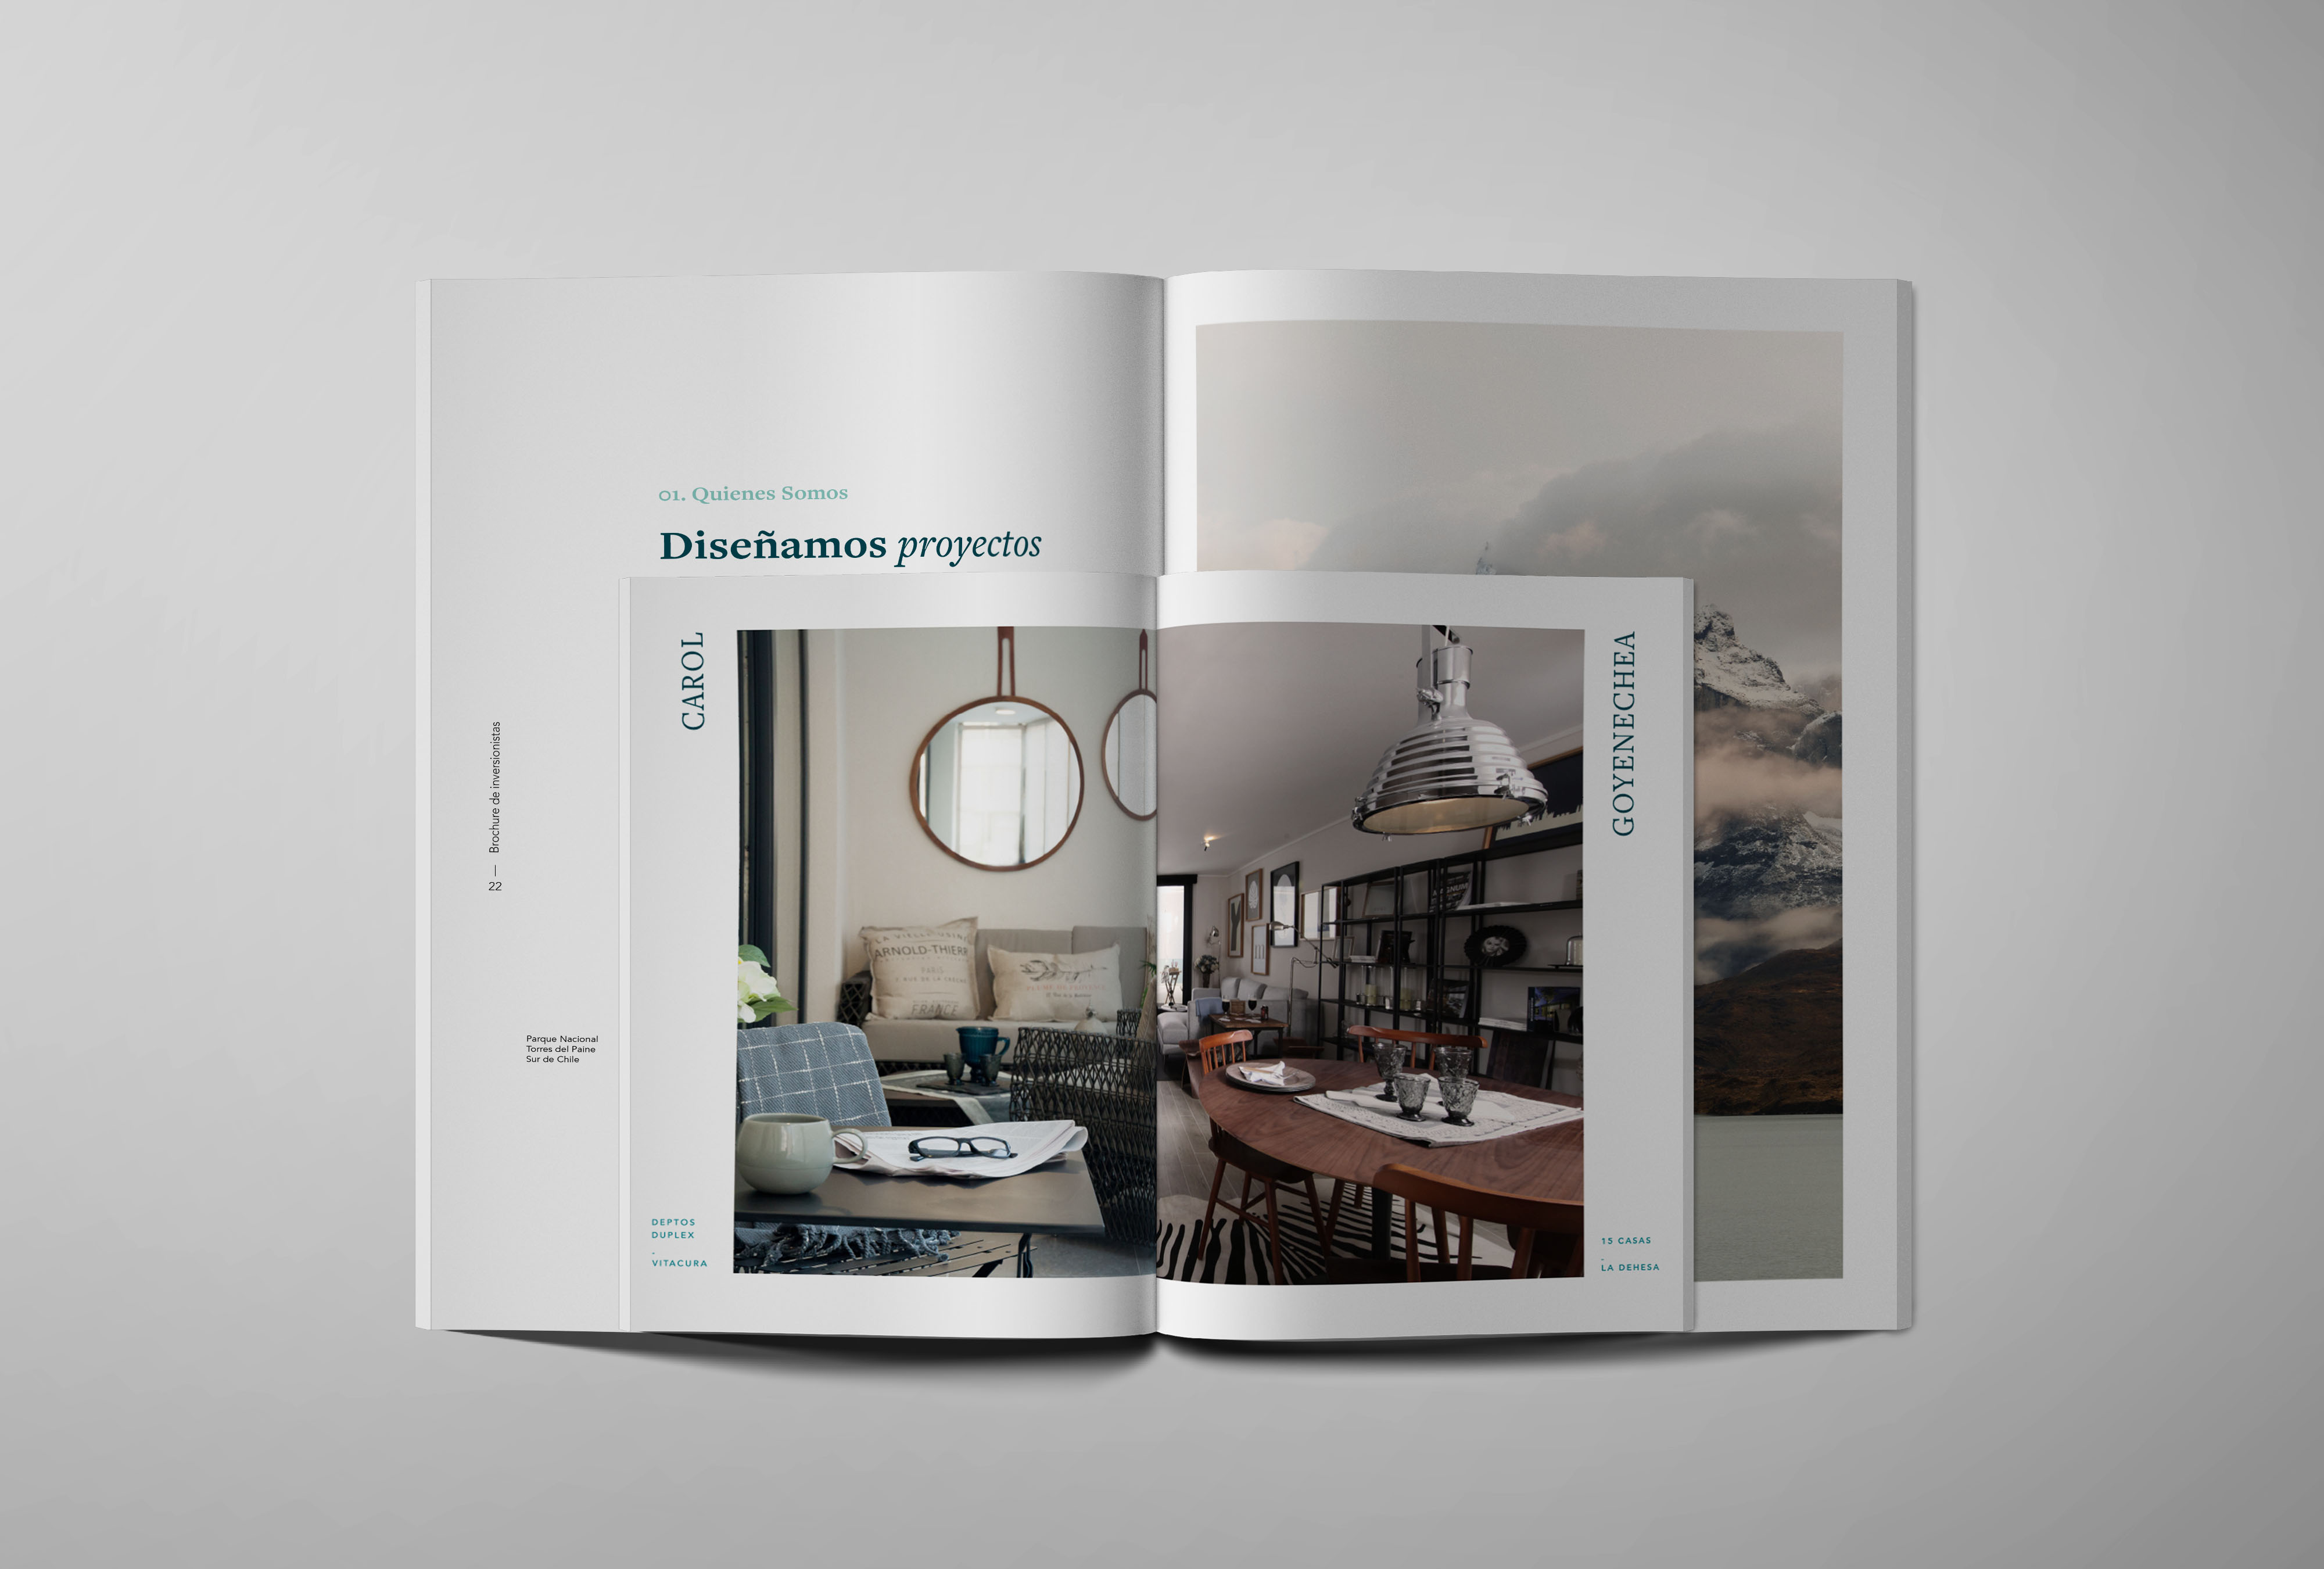 01. Quienes Somos
Diseñamos proyectos
22 — Brochure de inversionistas
Parque Nacional
Torres del Paine
Sur de Chile
CAROL
DEPTOS
DUPLEX
-
VITACURA
ARNOLD-THIERR
PARIS
FRANCE
GOYENECHEA
15 CASAS
-
LA DEHESA